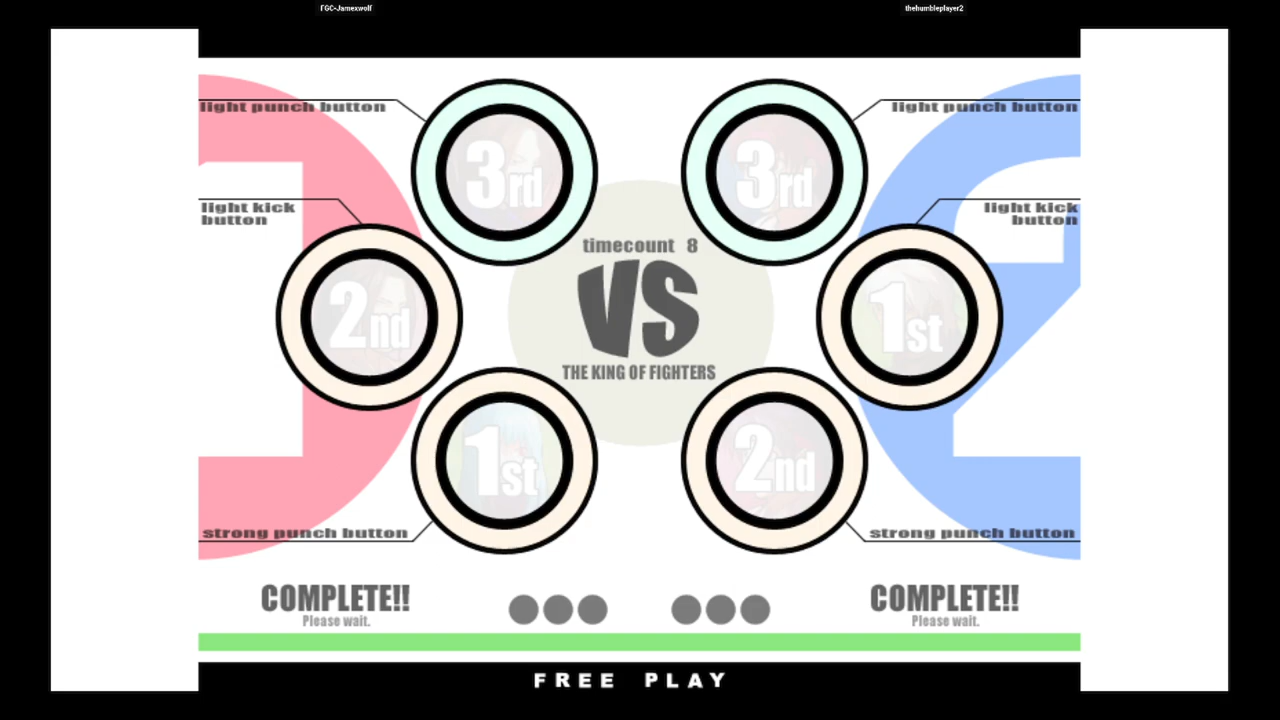 FGC-Jamexwolf
thehumbleplayer2
light punch button
light punch button
3rd
3rd
light kick
button
light kick
button
timecount 8
VS
THE KING OF FIGHTERS
2nd
1st
1st
2nd
strong punch button
strong punch button
COMPLETE!!
Please wait.
COMPLETE!!
Please wait.
FREE PLAY